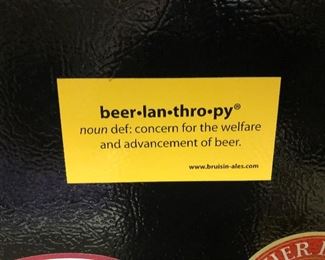 beer•lan•thro•py®
noun def: concern for the welfare
and advancement of beer.
www.bruisin-ales.com